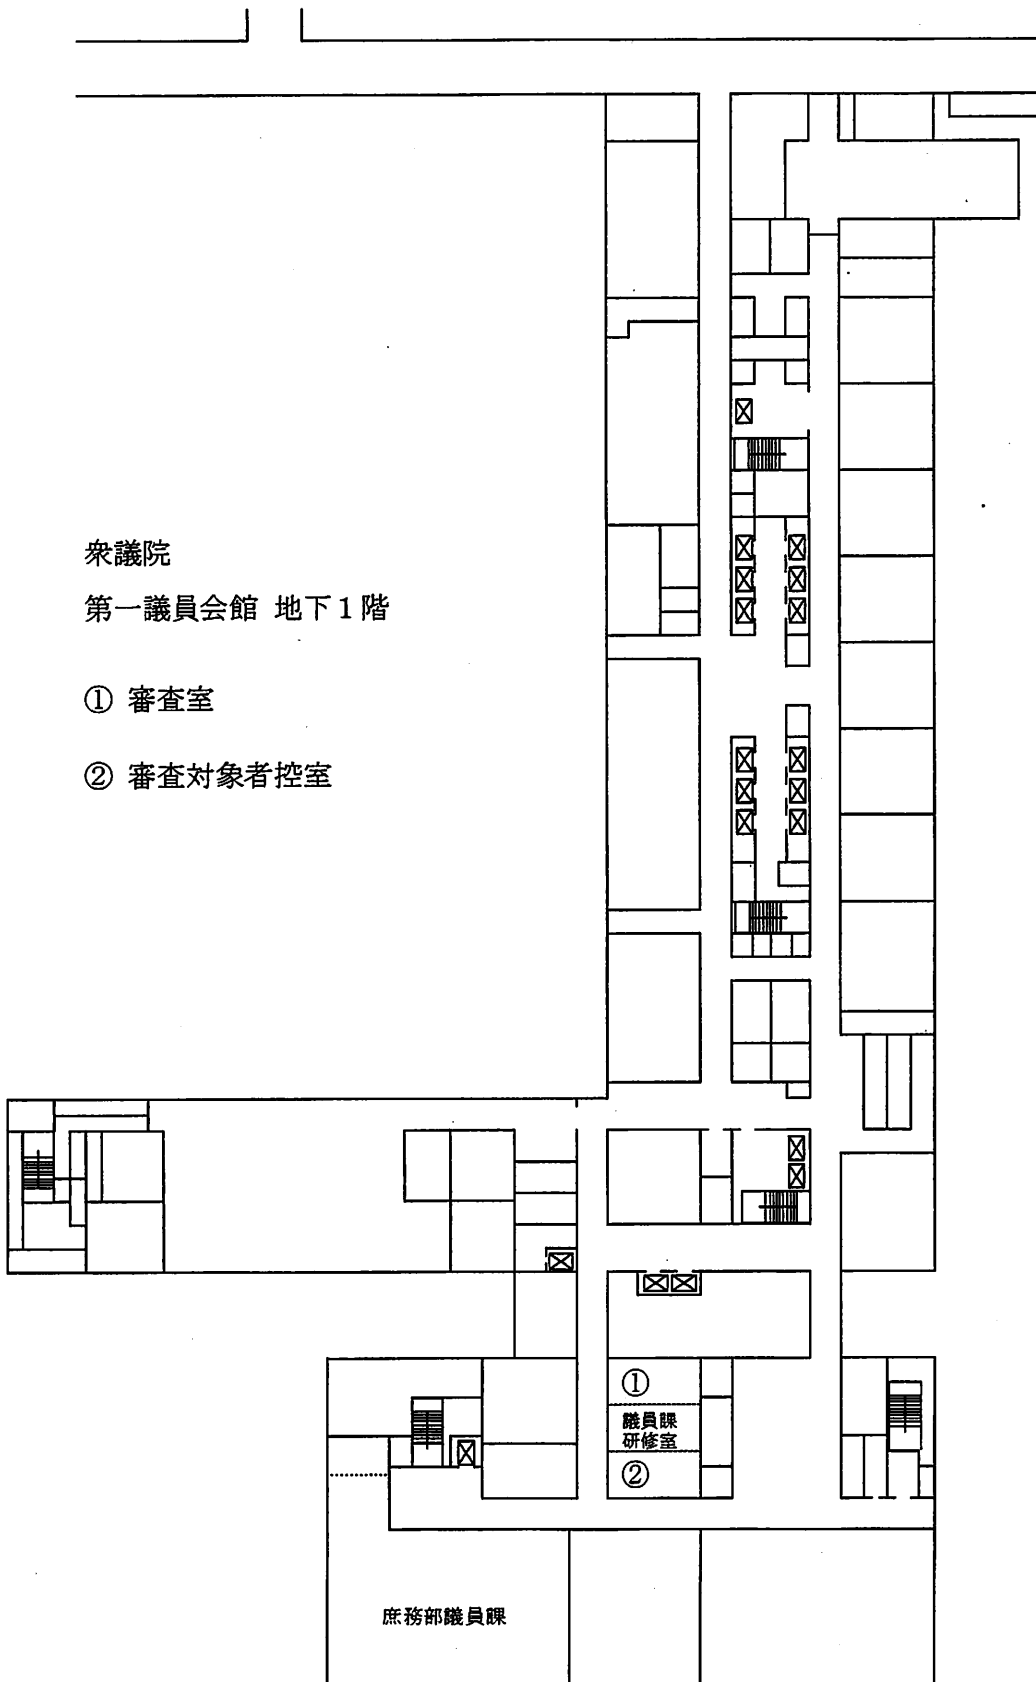 衆議院
第一議員会館 地下1階
① 審査室
② 審査対象者控室
①
議員課
研修室
②
庶務部議員課